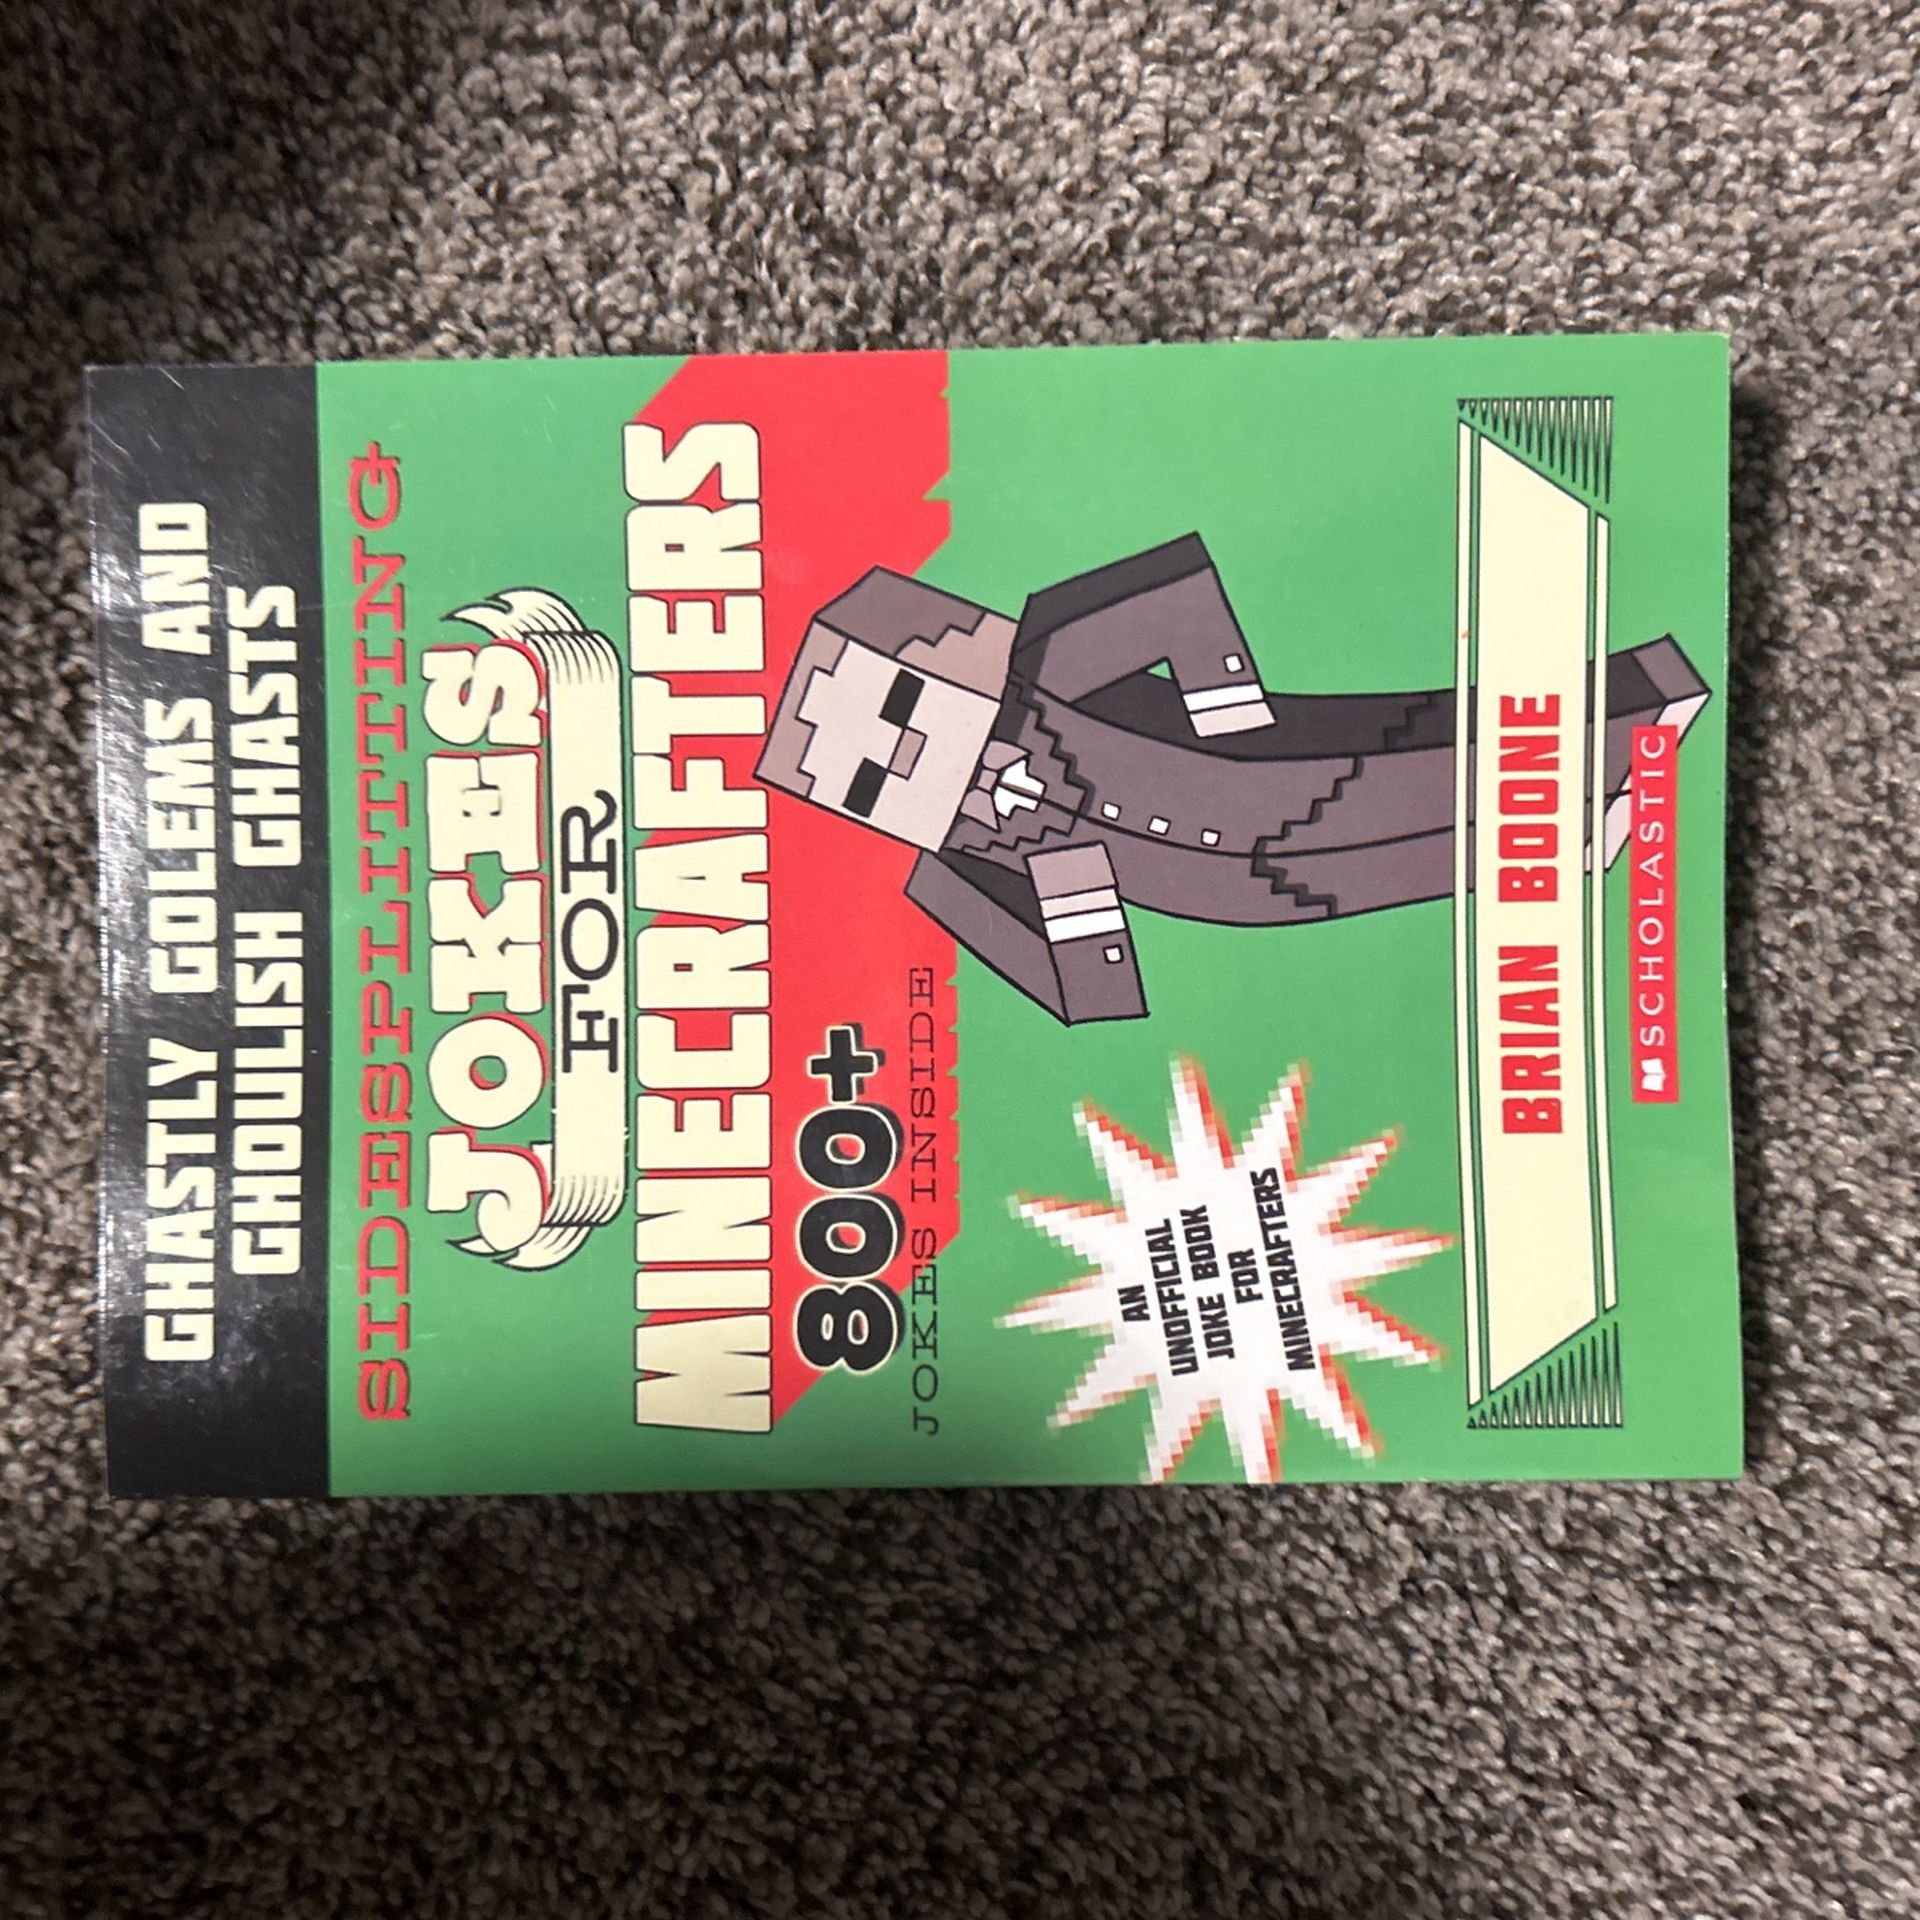 GHASTLY GOLEMS AND
GHOULISH GHASTS
SIDESPLITTING
JOKES
FOR
MINECRAFTERS
800+
JOKES INSIDE
AN
UNOFFICIAL
JOKE BOOK
FOR
MINECRAFTERS
BRIAN BOONE
SCHOLASTIC